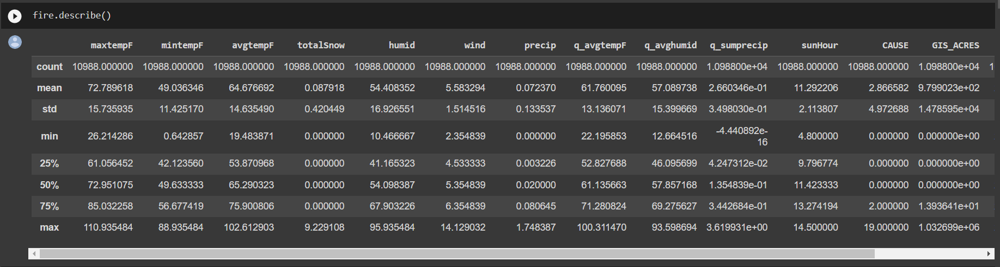 fire.describe()
maxtempF mintempF avgtempF totalSnow humid wind precip q_avgtempF q_avghumid q_sumprecip sunHour CAUSE GIS_ACRES
count 10988.000000 10988.000000 10988.000000 10988.000000 10988.000000 10988.000000 10988.000000 10988.000000 10988.000000 1.098800e+04 10988.000000 10988.000000 1.098800e+04 1
mean 72.789618 49.036346 64.676692 0.087918 54.408352 5.583294 0.072370 61.760095 57.089738 2.660346e-01 11.292206 2.866582 9.799023e+02
std 15.735935 11.425170 14.635490 0.420449 16.926551 1.514516 0.133537 13.136071 15.399669 3.498030e-01 2.113807 4.972688 1.478595e+04
min 26.214286 0.642857 19.483871 0.000000 10.466667 2.354839 0.000000 22.195853 12.664516 -4.440892e-16 4.800000 0.000000 0.000000e+00
25% 61.056452 42.123560 53.870968 0.000000 41.165323 4.533333 0.003226 52.827688 46.095699 4.247312e-02 9.796774 0.000000 0.000000e+00
50% 72.951075 49.633333 65.290323 0.000000 54.098387 5.354839 0.020000 61.135663 57.857168 1.354839e-01 11.423333 0.000000 0.000000e+00
75% 85.032258 56.677419 75.900806 0.000000 67.903226 6.354839 0.080645 71.280824 69.275627 3.442684e-01 13.274194 2.000000 1.393641e+01
max 110.935484 88.935484 102.612903 9.229108 95.935484 14.129032 1.748387 100.311470 93.598694 3.619931e+00 14.500000 19.000000 1.032699e+06